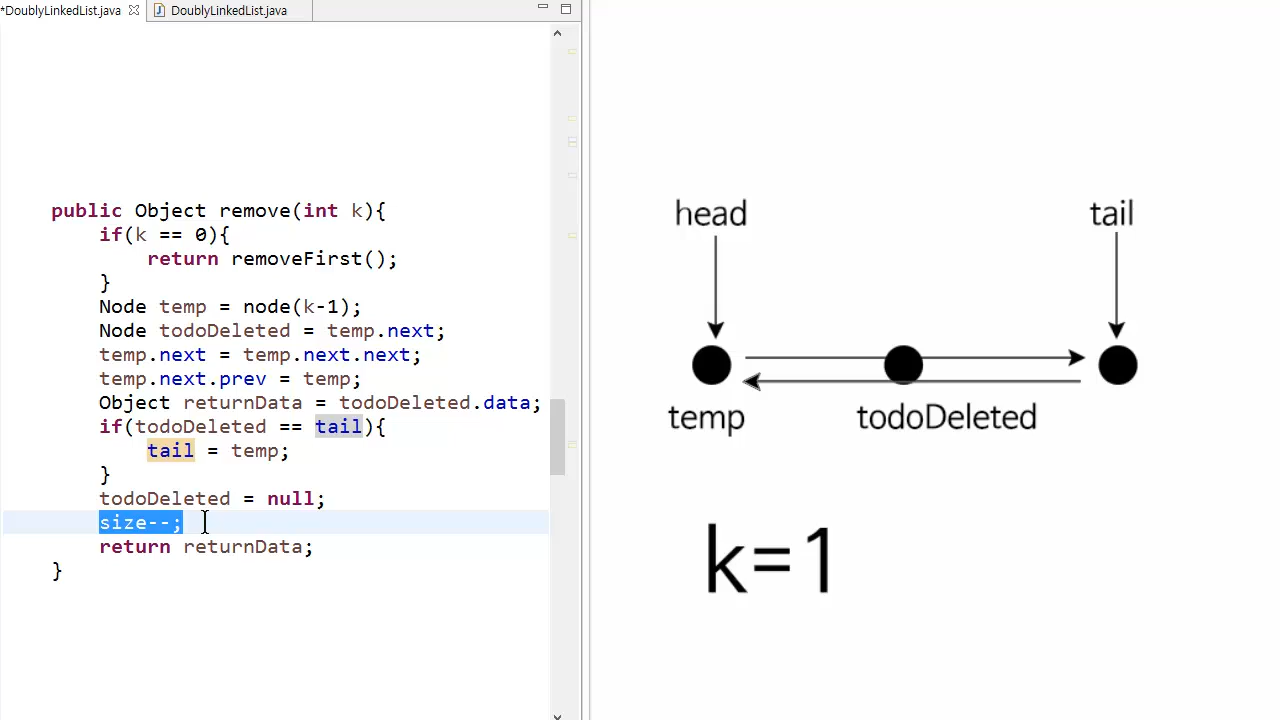 *DoublyLinkedList.java
DoublyLinkedList.java
public Object remove(int k){
if(k == 0){
return removeFirst();
}
Node temp = node(k-1);
Node todoDeleted = temp.next;
temp.next = temp.next.next;
temp.next.prev = temp;
Object returnData = todoDeleted.data;
if(todoDeleted == tail){
tail = temp;
}
todoDeleted = null;
size--;
return returnData;
}
head
tail
temp
todoDeleted
k=1